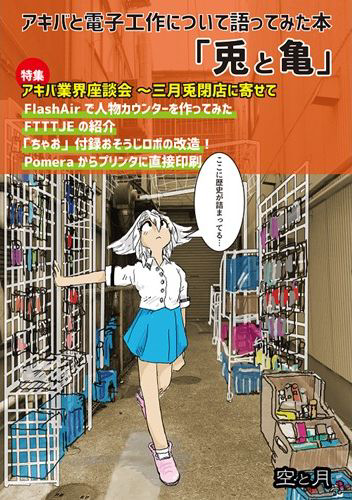 アキバと電子工作について語ってみた本
「兎と亀」
特集
アキバ業界座談会 ~三月兎閉店に寄せて
FlashAir で人物カウンターを作ってみた
FTTTJE の紹介
「ちゃお」付録おそうじロボの改造！
Pomera からプリンタに直接印刷
ここに歴史が
詰まってる…
空と月